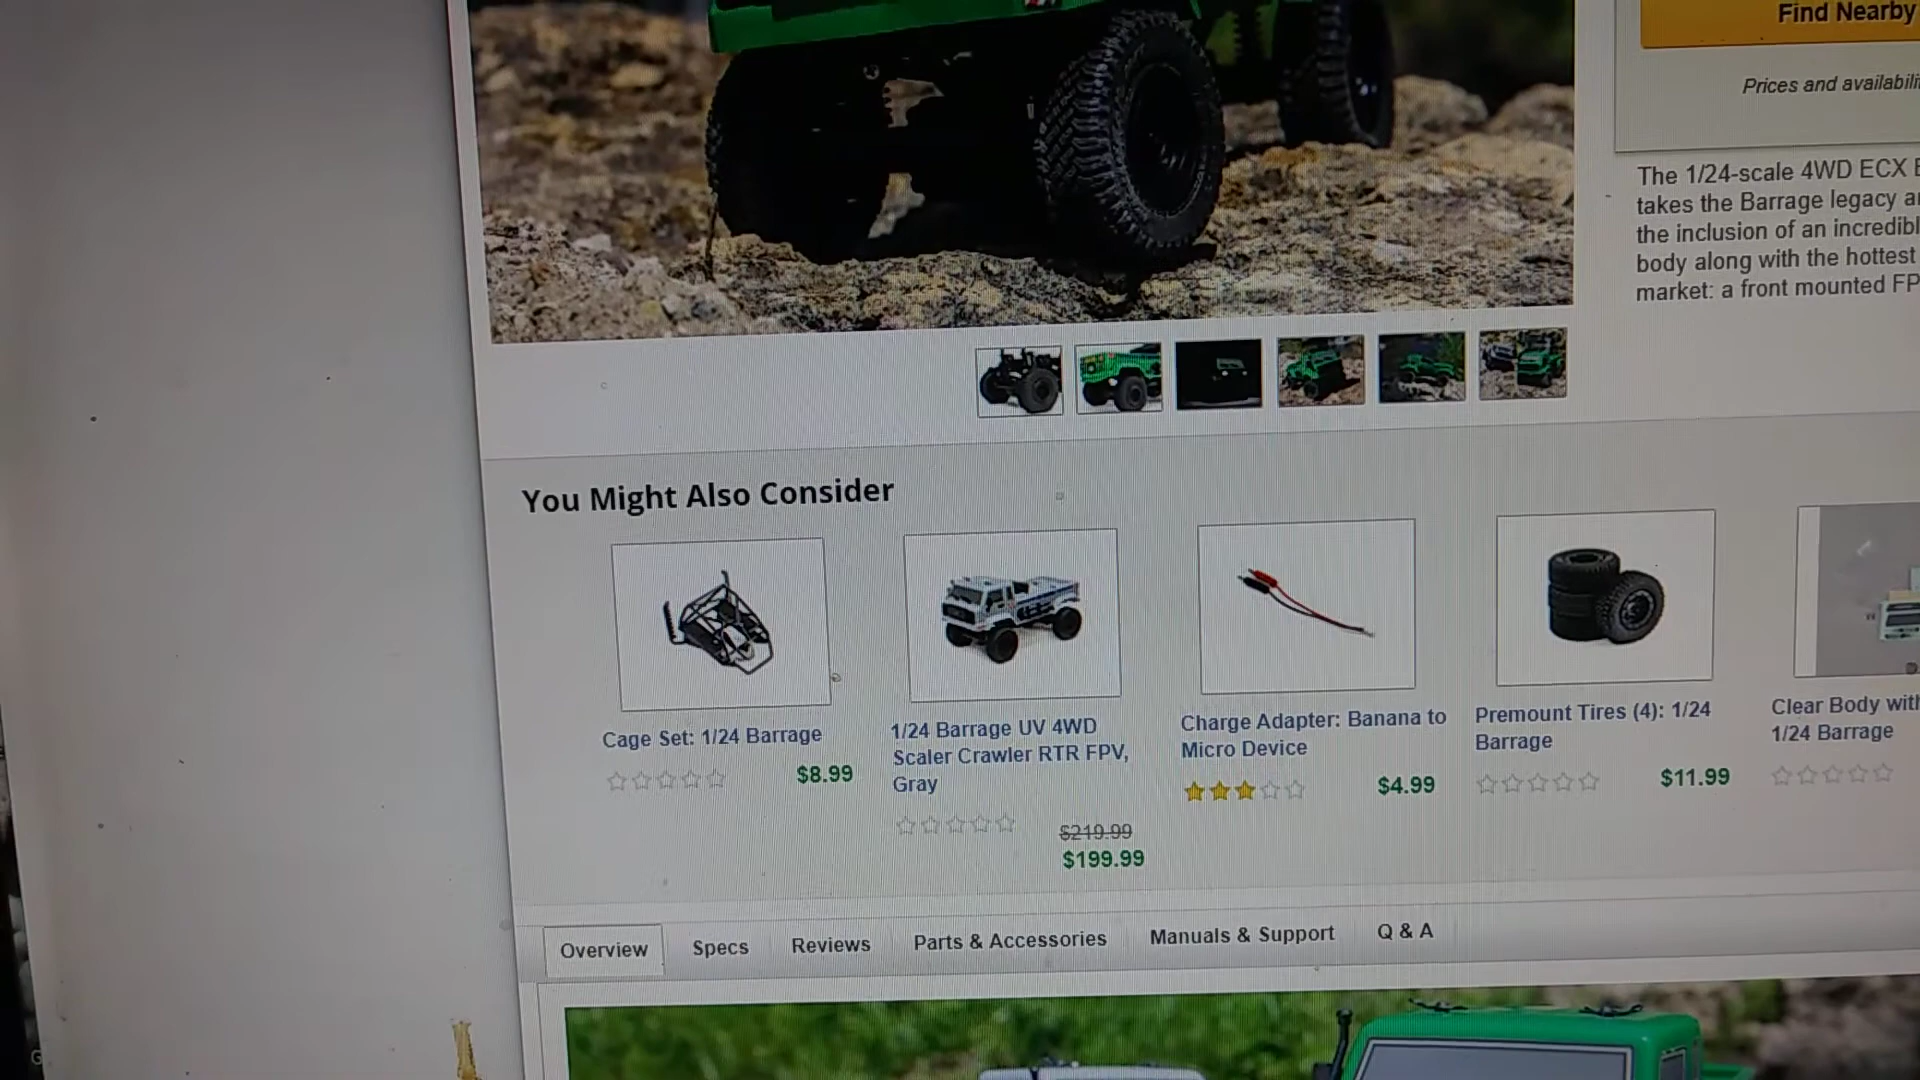 Find Nearby
Prices and
The 1/24-scale 4WD ECX
takes the Barrage legacy
the inclusion of an
body along with the hottest
market: a front mounted
You Might Also Consider
Cage Set: 1/24 Barrage
$8.99
1/24 Barrage UV 4WD
Scaler Crawler RTR FPV,
Gray
$219.99
$199.99
Charge Adapter: Banana to
Micro Device
$4.99
Premount Tires (4): 1/24
Barrage
$11.99
Clear Body
1/24 Barrage
Overview
Specs
Reviews
Parts & Accessories
Manuals & Support
Q & A